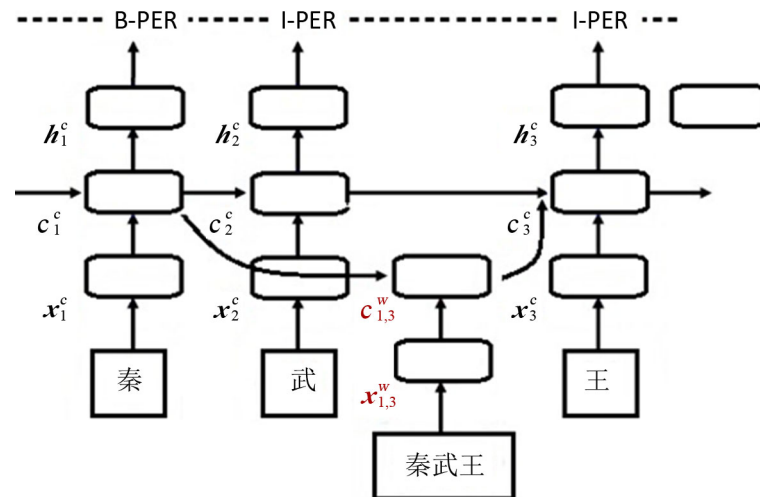 B-PER I-PER I-PER
h₁ᶜ h₂ᶜ h₃ᶜ
c₁ᶜ c₂ᶜ c₃ᶜ
x₁ᶜ x₂ᶜ c₁,₃ʷ x₃ᶜ
秦 武 王
x₁,₃ʷ
秦武王